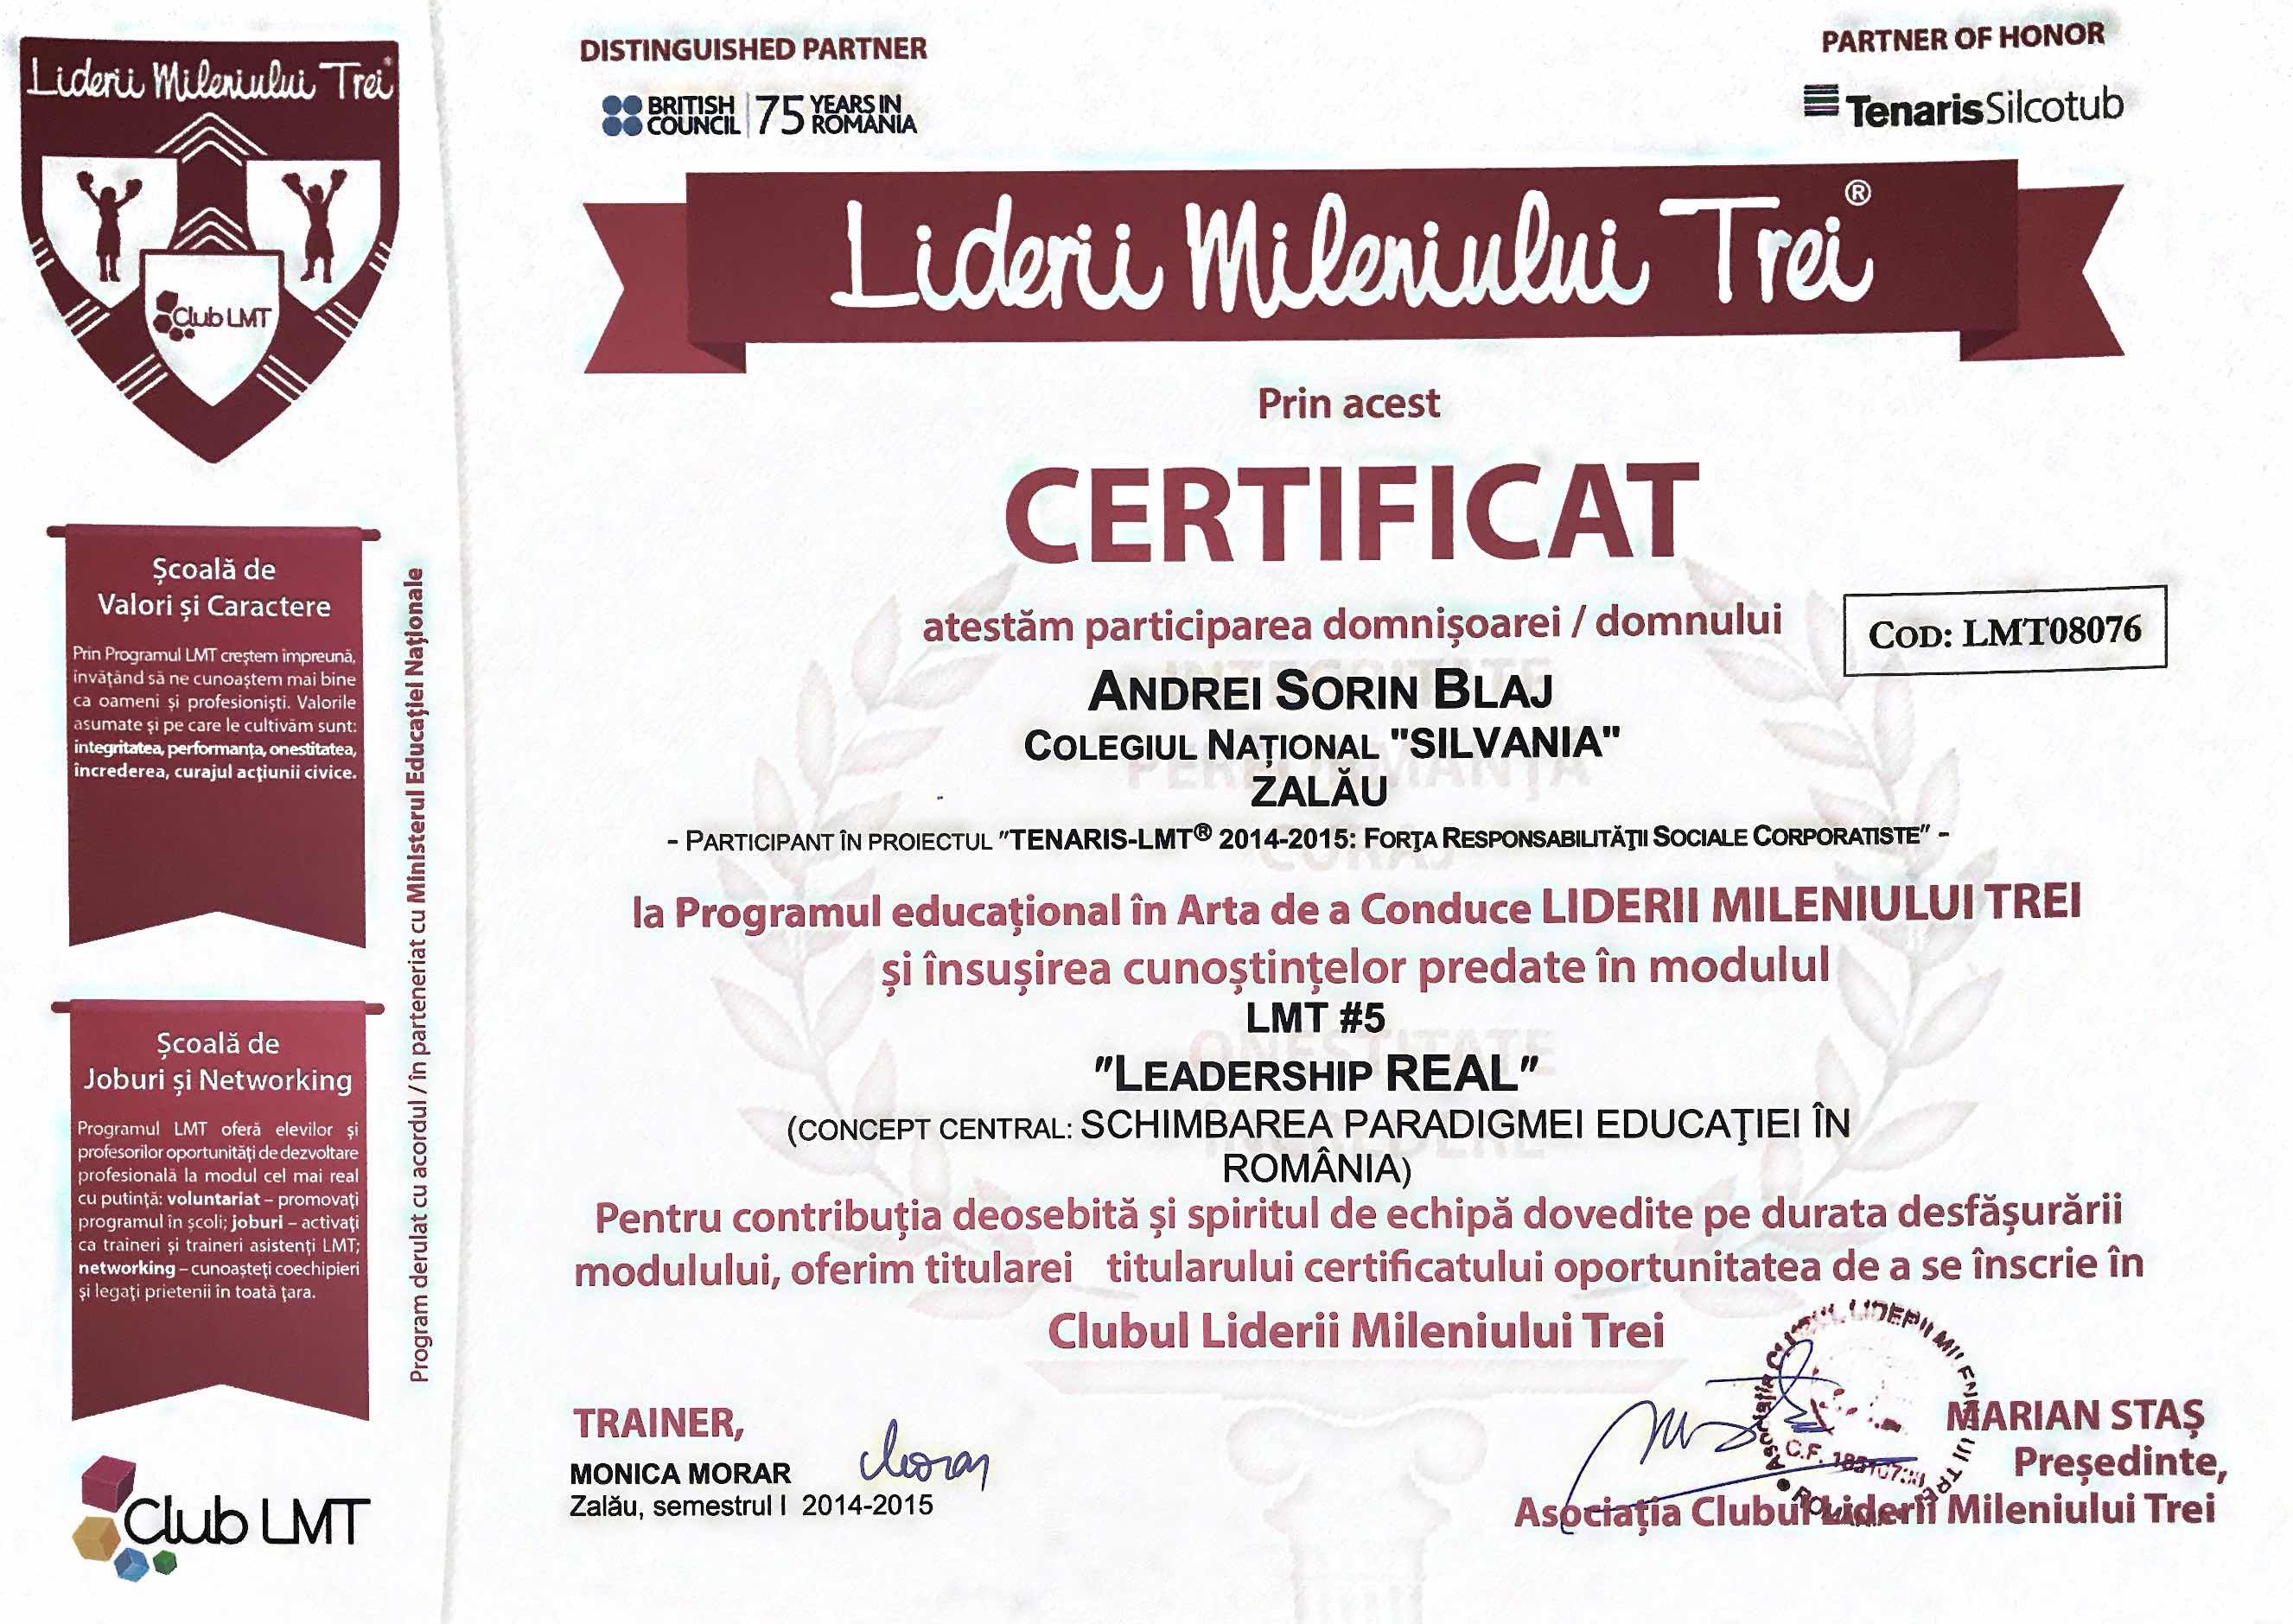 Liderii Mileniului Trei®
Club LMT
Școală de
Valori și Caractere
Prin Programul LMT creștem împreună,
învățând să ne cunoaștem mai bine
ca oameni și profesioniști. Valorile
asumate și pe care le cultivăm sunt:
integritatea, performanța, onestitatea,
încrederea, curajul acțiunii civice.
Școală de
Joburi și Networking
Programul LMT oferă elevilor și
profesorilor oportunități de dezvoltare
profesională la modul cel mai real
cu putință: voluntariat – promovați
programul în școli; joburi – activați
ca traineri și traineri asistenți LMT;
networking – cunoașteți coechipieri
și legați prietenii în toată țara.
Club LMT
Program derulat cu acordul / în parteneriat cu Ministerul Educației Naționale
DISTINGUISHED PARTNER
BRITISH COUNCIL 75 YEARS IN ROMANIA
PARTNER OF HONOR
TenarisSilcotub
Liderii Mileniului Trei®
Prin acest
CERTIFICAT
atestăm participarea domnișoarei / domnului
COD: LMT08076
ANDREI SORIN BLAJ
COLEGIUL NAȚIONAL "SILVANIA"
ZALĂU
- PARTICIPANT ÎN PROIECTUL "TENARIS-LMT® 2014-2015: FORŢA RESPONSABILITĂŢII SOCIALE CORPORATISTE" -
la Programul educațional în Arta de a Conduce LIDERII MILENIULUI TREI
și însușirea cunoștințelor predate în modulul
LMT #5
"LEADERSHIP REAL"
(CONCEPT CENTRAL: SCHIMBAREA PARADIGMEI EDUCAŢIEI ÎN
ROMÂNIA)
Pentru contribuția deosebită și spiritul de echipă dovedite pe durata desfășurării
modulului, oferim titularei titularului certificatului oportunitatea de a se înscrie în
Clubul Liderii Mileniului Trei
TRAINER,
MONICA MORAR
Zalău, semestrul I 2014-2015
MARIAN STAȘ
Președinte,
Asociația Clubul Liderii Mileniului Trei